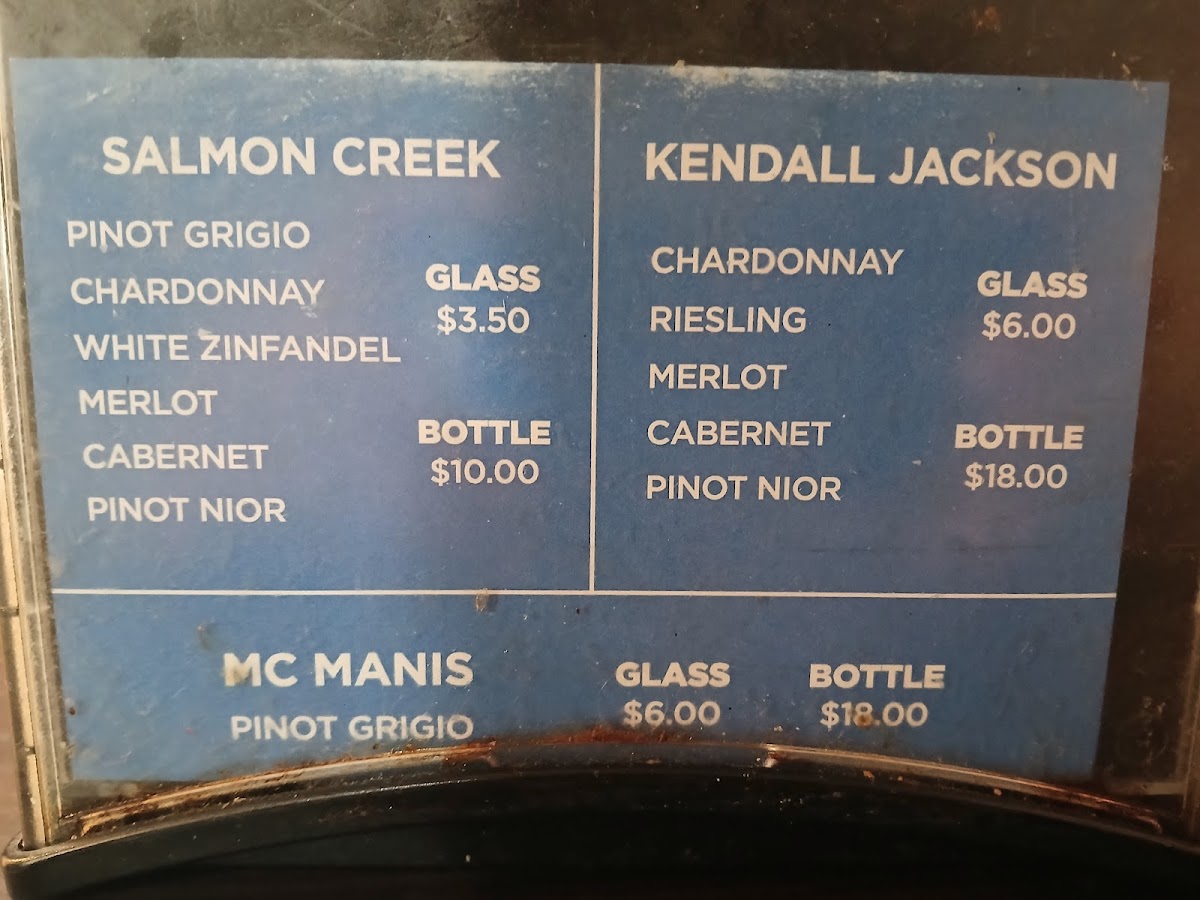 SALMON CREEK
PINOT GRIGIO
CHARDONNAY
WHITE ZINFANDEL
MERLOT
CABERNET
PINOT NIOR
GLASS
$3.50
BOTTLE
$10.00
KENDALL JACKSON
CHARDONNAY
RIESLING
MERLOT
CABERNET
PINOT NIOR
GLASS
$6.00
BOTTLE
$18.00
MC MANIS
PINOT GRIGIO
GLASS
$6.00
BOTTLE
$18.00